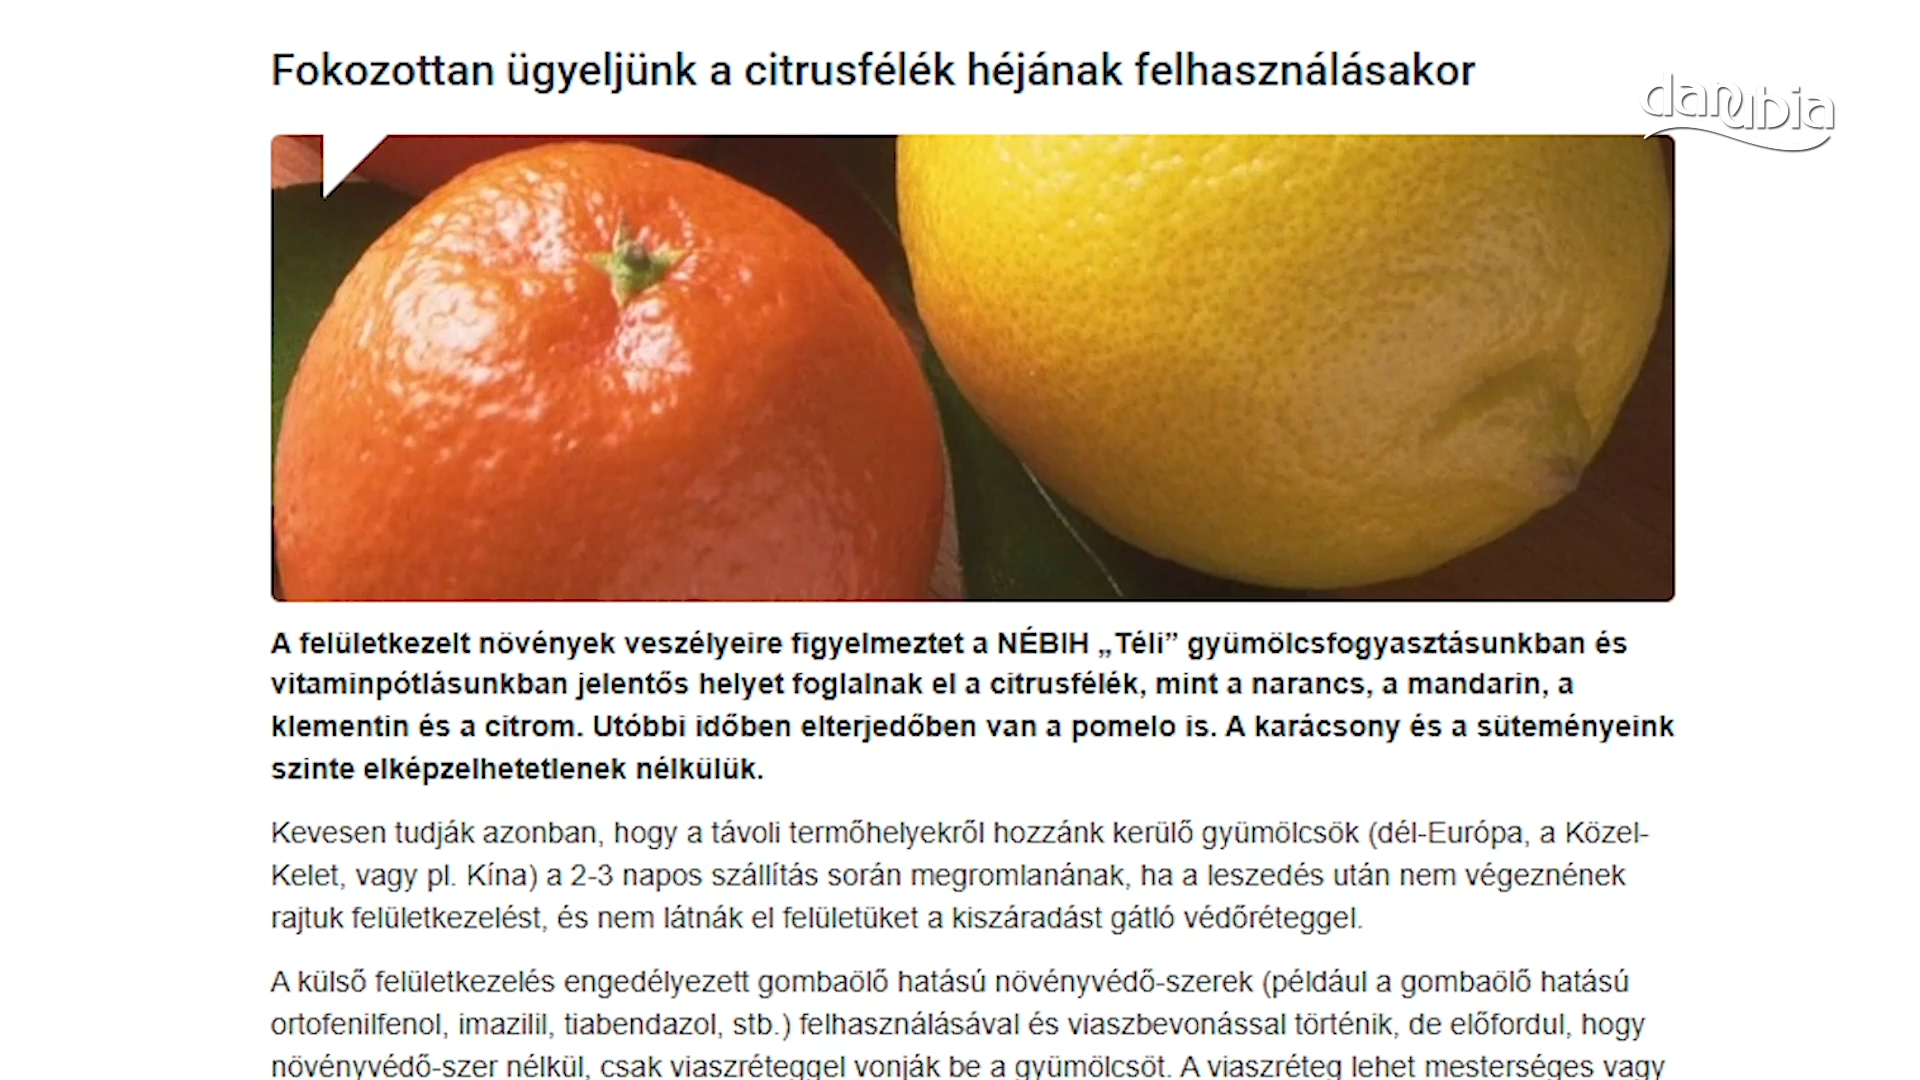 Fokozottan ügyeljünk a citrusfélék héjának felhasználásakor
danubia
A felületkezelt növények veszélyeire figyelmeztet a NÉBIH „Téli” gyümölcsfogyasztásunkban és
vitaminpótlásunkban jelentős helyet foglalnak el a citrusfélék, mint a narancs, a mandarin, a
klementin és a citrom. Utóbbi időben elterjedőben van a pomelo is. A karácsony és a süteményeink
szinte elképzelhetetlenek nélkülük.
Kevesen tudják azonban, hogy a távoli termőhelyekről hozzánk kerülő gyümölcsök (dél-Európa, a Közel-
Kelet, vagy pl. Kína) a 2-3 napos szállítás során megromlanának, ha a leszedés után nem végeznének
rajtuk felületkezelést, és nem látnák el felületüket a kiszáradást gátló védőréteggel.
A külső felületkezelés engedélyezett gombaölő hatású növényvédő-szerek (például a gombaölő hatású
ortofenilfenol, imazilil, tiabendazol, stb.) felhasználásával és viaszbevonással történik, de előfordul, hogy
növényvédő-szer nélkül, csak viaszréteggel vonják be a gyümölcsöt. A viaszréteg lehet mesterséges vagy